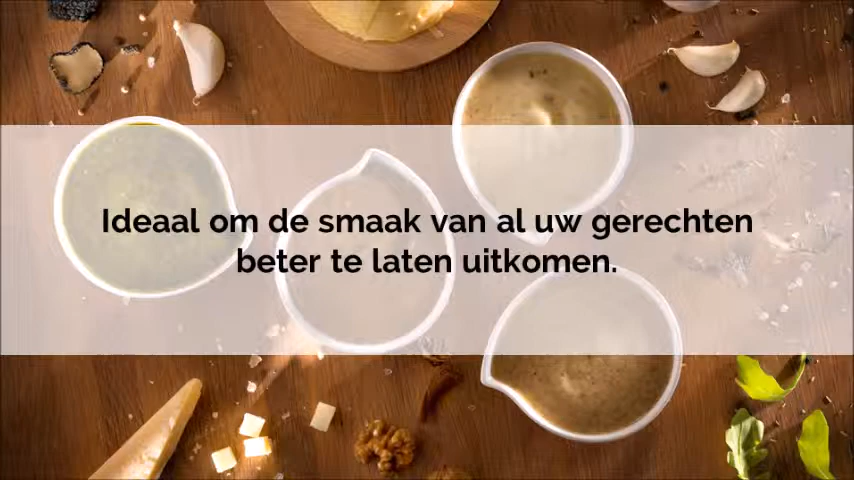 Ideaal om de smaak van al uw gerechten
beter te laten uitkomen.